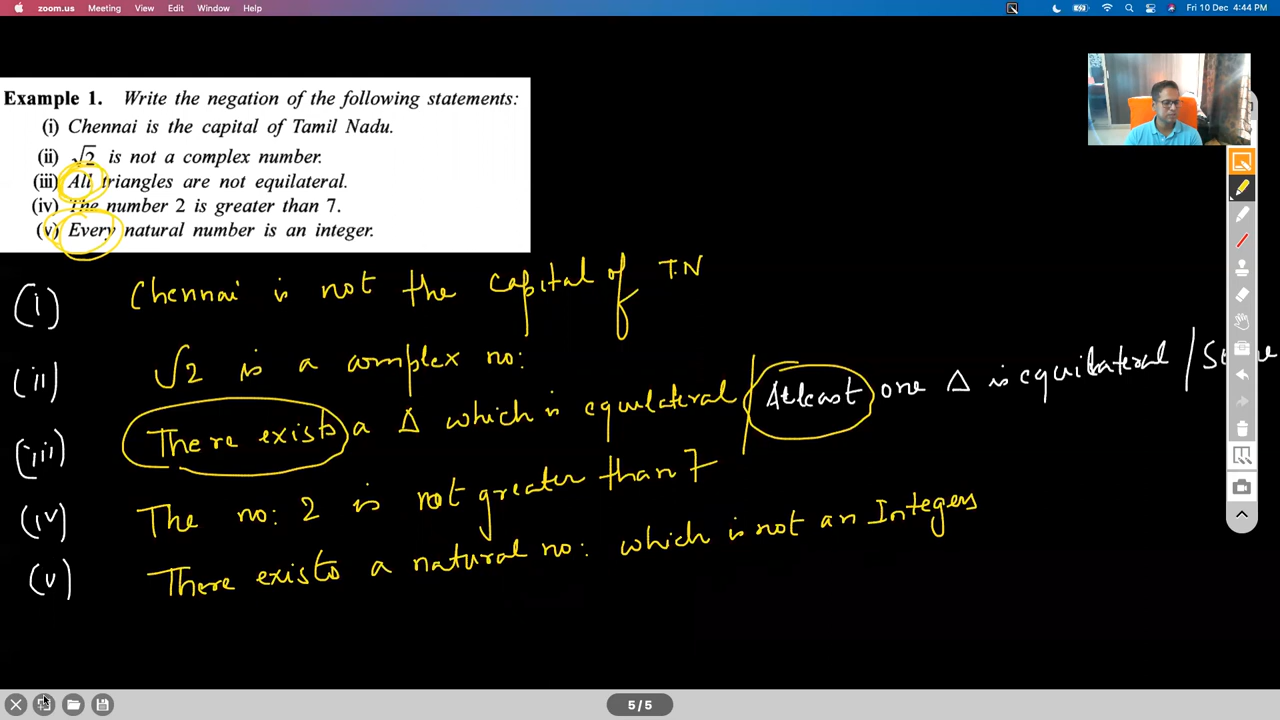 zoom.us Meeting View Edit Window Help Fri 10 Dec 4:44 PM
Example 1. Write the negation of the following statements:
(i) Chennai is the capital of Tamil Nadu.
(ii) √2 is not a complex number.
(iii) All triangles are not equilateral.
(iv) The number 2 is greater than 7.
(v) Every natural number is an integer.
(i) Chennai is not the capital of T.N
(ii) √2 is a complex no:
(iii) There exists a Δ which is equilateral / Atleast one Δ is equilateral /
(iv) The no: 2 is not greater than 7
(v) There exists a natural no: which is not an Integers
5/5